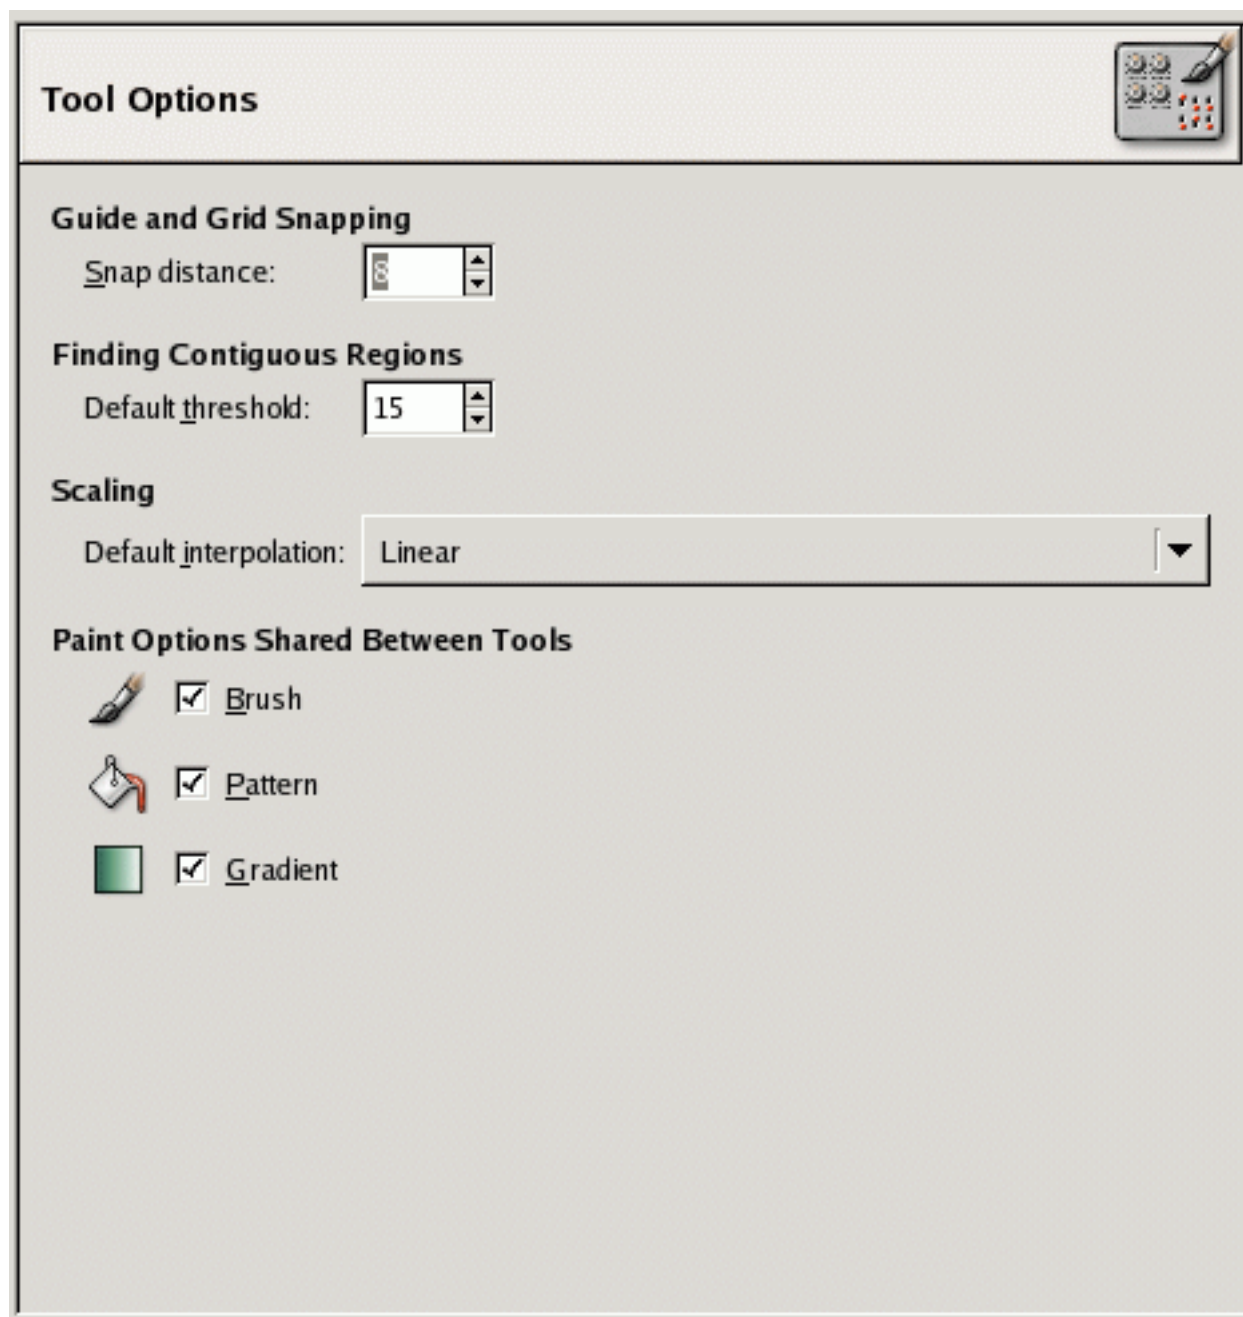 Tool Options
Guide and Grid Snapping
Snap distance: 8
Finding Contiguous Regions
Default threshold: 15
Scaling
Default interpolation: Linear
Paint Options Shared Between Tools
Brush
Pattern
Gradient